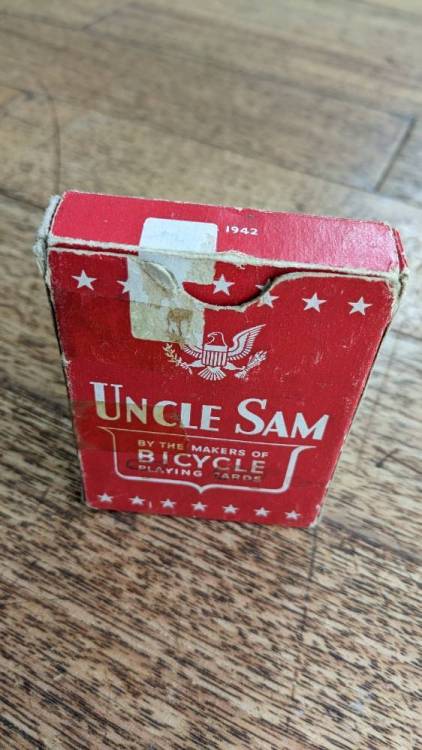 1942
UNCLE SAM
BY THE MAKERS OF
BICYCLE
PLAYING CARDS